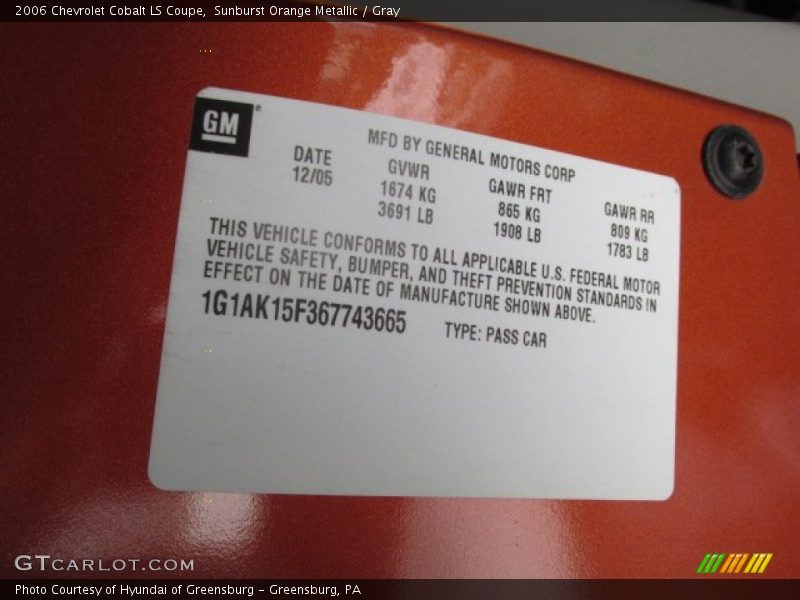 2006 Chevrolet Cobalt LS Coupe,  Sunburst Orange Metallic / Gray
GM
®
MFD BY GENERAL MOTORS CORP
DATE GVWR GAWR FRT GAWR RR
12/05 1674 KG 865 KG 809 KG
3691 LB 1908 LB 1783 LB
THIS VEHICLE CONFORMS TO ALL APPLICABLE U.S. FEDERAL MOTOR
VEHICLE SAFETY, BUMPER, AND THEFT PREVENTION STANDARDS IN
EFFECT ON THE DATE OF MANUFACTURE SHOWN ABOVE.
1G1AK15F367743665 TYPE: PASS CAR
GTCARLOT.COM
Photo Courtesy of Hyundai of Greensburg - Greensburg, PA